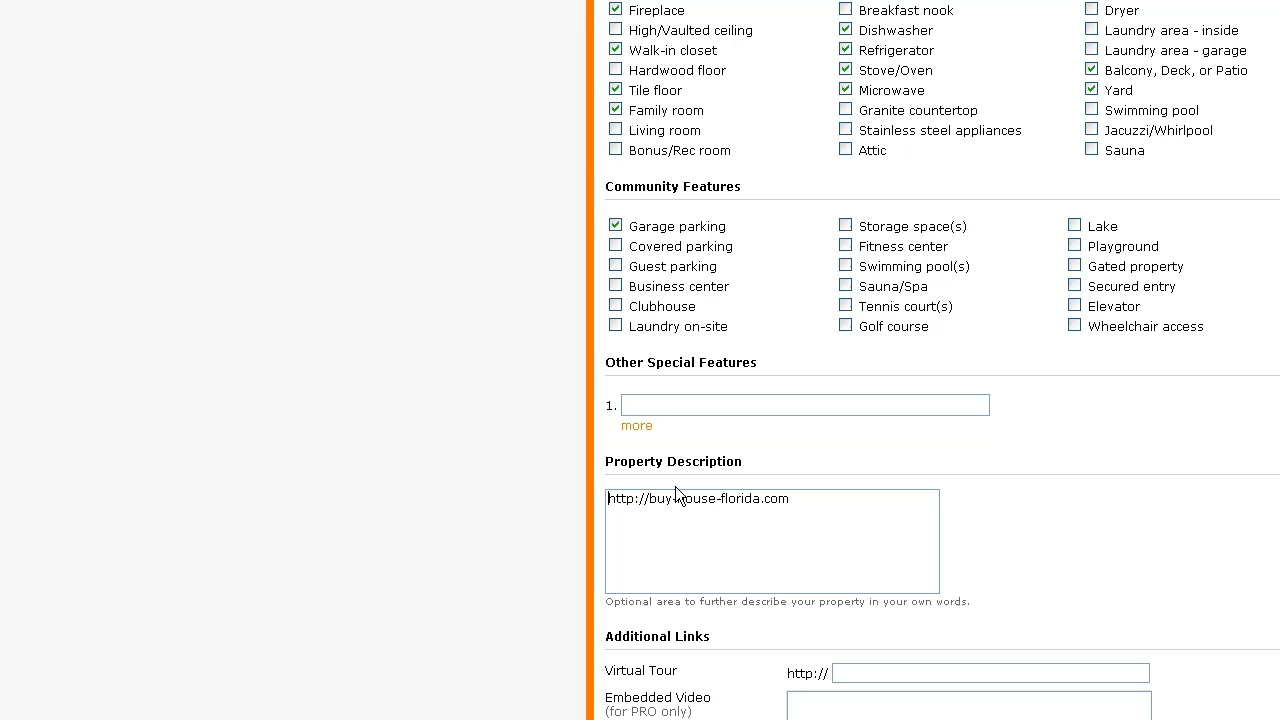 Fireplace Breakfast nook Dryer
High/Vaulted ceiling Dishwasher Laundry area - inside
Walk-in closet Refrigerator Laundry area - garage
Hardwood floor Stove/Oven Balcony, Deck, or Patio
Tile floor Microwave Yard
Family room Granite countertop Swimming pool
Living room Stainless steel appliances Jacuzzi/Whirlpool
Bonus/Rec room Attic Sauna
Community Features
Garage parking Storage space(s) Lake
Covered parking Fitness center Playground
Guest parking Swimming pool(s) Gated property
Business center Sauna/Spa Secured entry
Clubhouse Tennis court(s) Elevator
Laundry on-site Golf course Wheelchair access
Other Special Features
1.
more
Property Description
http://buy-house-florida.com
Optional area to further describe your property in your own words.
Additional Links
Virtual Tour http://
Embedded Video
(for PRO only)